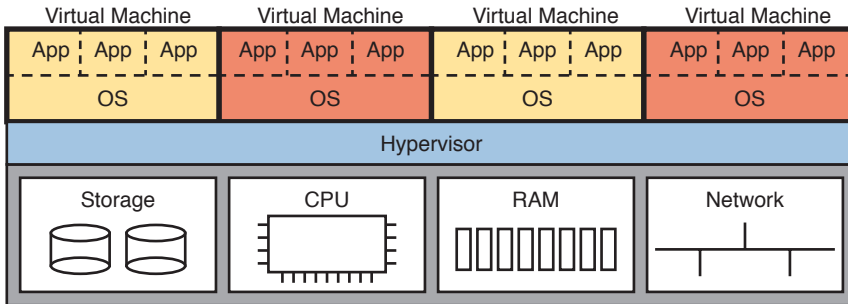 Virtual Machine Virtual Machine Virtual Machine Virtual Machine
App App App App App App App App App App App App
OS OS OS OS
Hypervisor
Storage CPU RAM Network